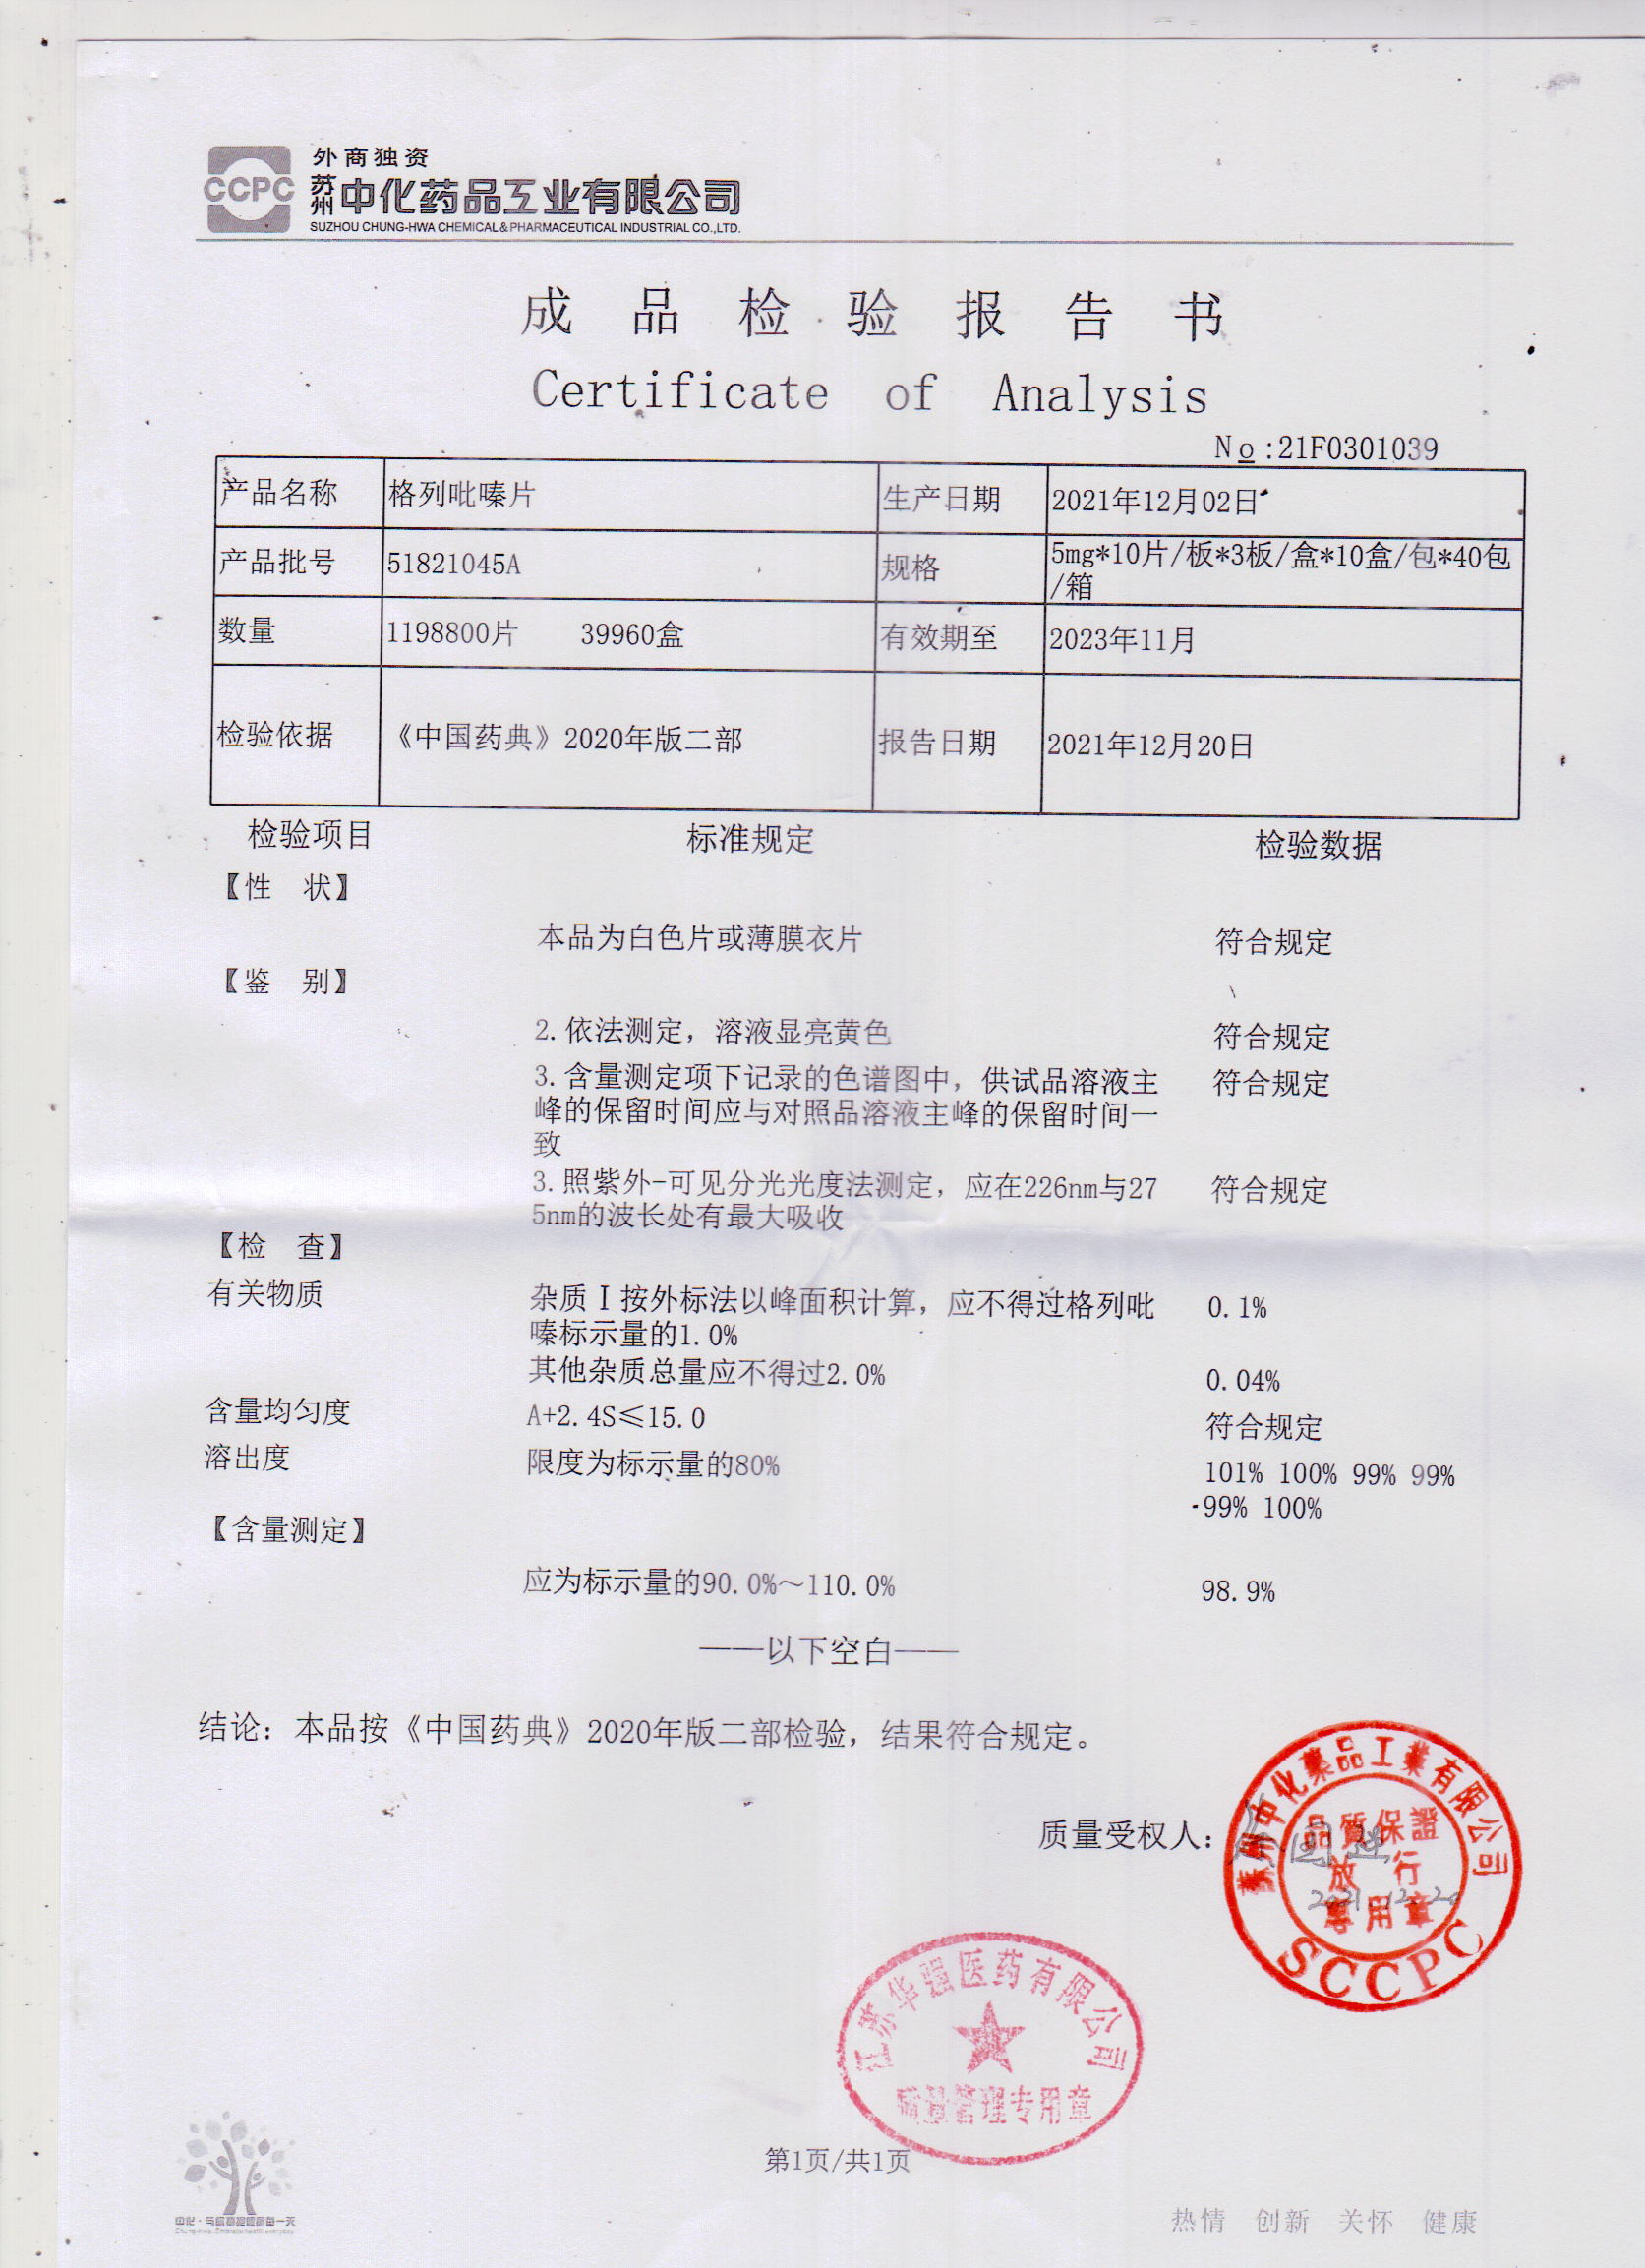 CCPC
外商独资
苏州中化药品工业有限公司
SUZHOU CHUNG-HWA CHEMICAL&PHARMACEUTICAL INDUSTRIAL CO.,LTD.
成品检验报告书
Certificate of Analysis
No:21F0301039
产品名称 格列吡嗪片 生产日期 2021年12月02日
产品批号 51821045A 规格 5mg*10片/板*3板/盒*10盒/包*40包
/箱
数量 1198800片 39960盒 有效期至 2023年11月
检验依据 《中国药典》2020年版二部 报告日期 2021年12月20日
检验项目 标准规定 检验数据
【性 状】
本品为白色片或薄膜衣片 符合规定
【鉴 别】
2.依法测定，溶液显亮黄色 符合规定
3.含量测定项下记录的色谱图中，供试品溶液主 符合规定
峰的保留时间应与对照品溶液主峰的保留时间一
致
3.照紫外-可见分光光度法测定，应在226nm与27 符合规定
5nm的波长处有最大吸收
【检 查】
有关物质 杂质Ⅰ按外标法以峰面积计算，应不得过格列吡 0.1%
嗪标示量的1.0%
其他杂质总量应不得过2.0% 0.04%
含量均匀度 A+2.4S≤15.0 符合规定
溶出度 限度为标示量的80% 101% 100% 99% 99%
99% 100%
【含量测定】
应为标示量的90.0%～110.0% 98.9%
——以下空白——
结论：本品按《中国药典》2020年版二部检验，结果符合规定。
质量受权人：
2021.12.20
蘇州中化藥品工業有限公司
品質保證
放行
專用章
SCCPC
江苏华强医药有限公司
质量管理专用章
第1页/共1页
热情 创新 关怀 健康